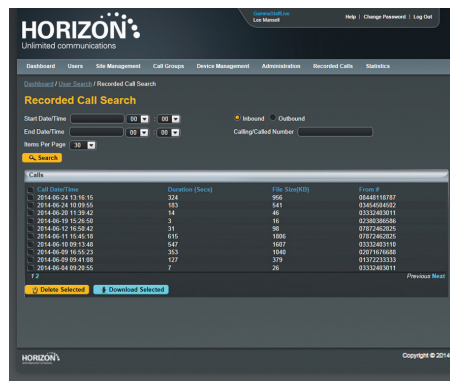 HORIZON
Unlimited communications
GammaStaffLive
Lee Mansell
Help | Change Password | Log Out
Dashboard Users Site Management Call Groups Device Management Administration Recorded Calls Statistics
Dashboard / User Search / Recorded Call Search
Recorded Call Search
Start Date/Time 00 : 00 Inbound Outbound
End Date/Time 00 : 00 Calling/Called Number
Items Per Page 30
Search
Calls
Call Date/Time Duration (Secs) File Size(KB) From #
2014-06-24 13:16:15 324 956 08448118787
2014-06-24 10:09:55 183 541 03454504502
2014-06-20 11:39:42 14 46 03332403011
2014-06-19 15:26:50 3 16 02380386586
2014-06-12 16:50:42 31 98 07872462825
2014-06-11 15:45:18 615 1806 07872462825
2014-06-10 09:13:48 547 1607 03332403110
2014-06-09 16:55:23 353 1040 02071676688
2014-06-09 09:41:08 127 379 01372233333
2014-06-04 09:20:55 7 26 03332403011
1 2 Previous Next
Delete Selected Download Selected
HORIZON Copyright © 2014